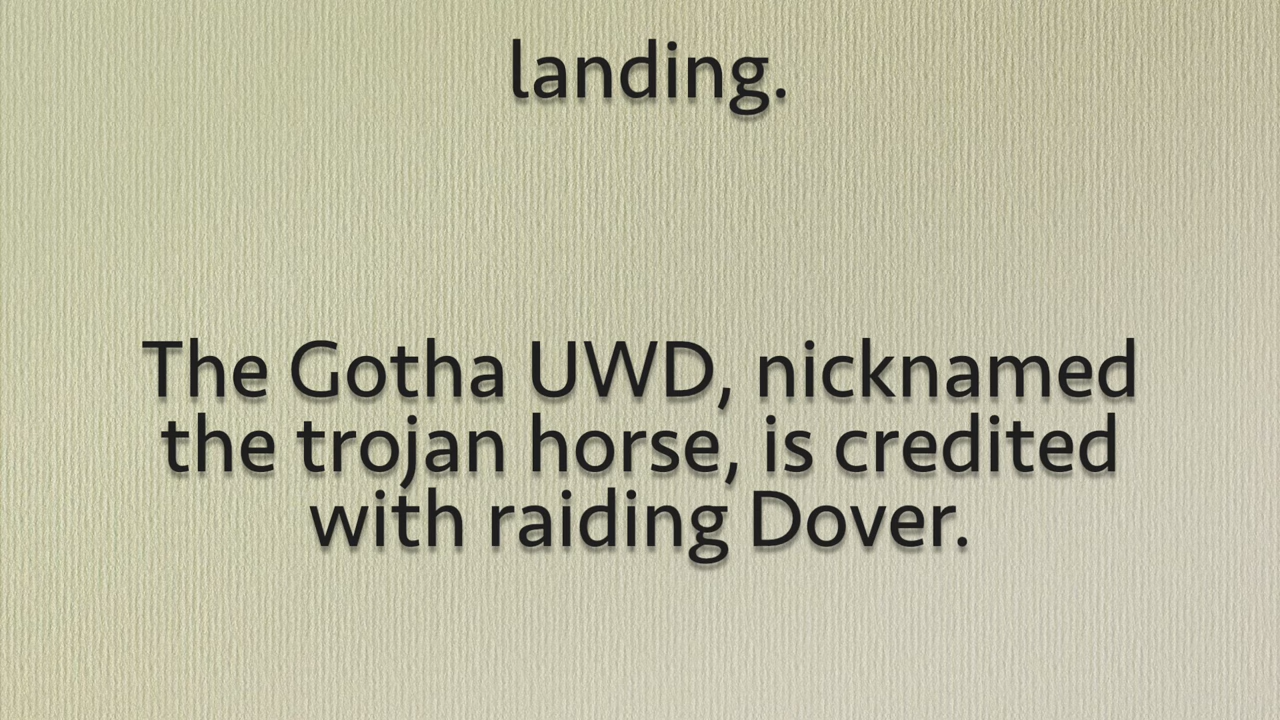 landing.
The Gotha UWD, nicknamed
the trojan horse, is credited
with raiding Dover.